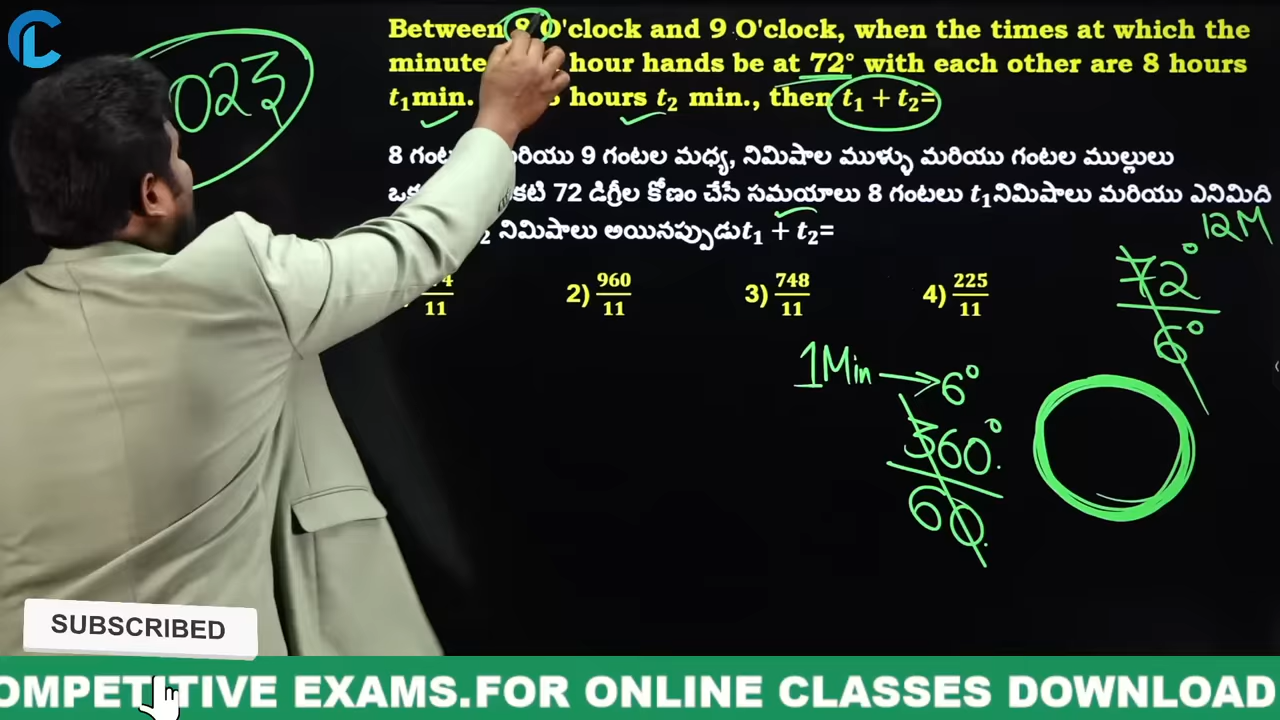 CL
023
Between 8 O'clock and 9 O'clock, when the times at which the
minute hour hands be at 72° with each other are 8 hours
t₁min. hours t₂ min., then t₁ + t₂=
8 మరియు 9 గంటల మధ్య, నిమిషాల ముళ్ళు మరియు గంటల ముల్లులు
72 డిగ్రీల కోణం చేసే సమయాలు 8 గంటలు t₁నిమిషాలు మరియు ఎనిమిది
నిమిషాలు అయినప్పుడుt₁ + t₂=
11
2) 960/11
3) 748/11
4) 225/11
72° 12M
6°
1Min → 6°
360°
60
SUBSCRIBED
OMPETITIVE EXAMS.FOR ONLINE CLASSES DOWNLOAD